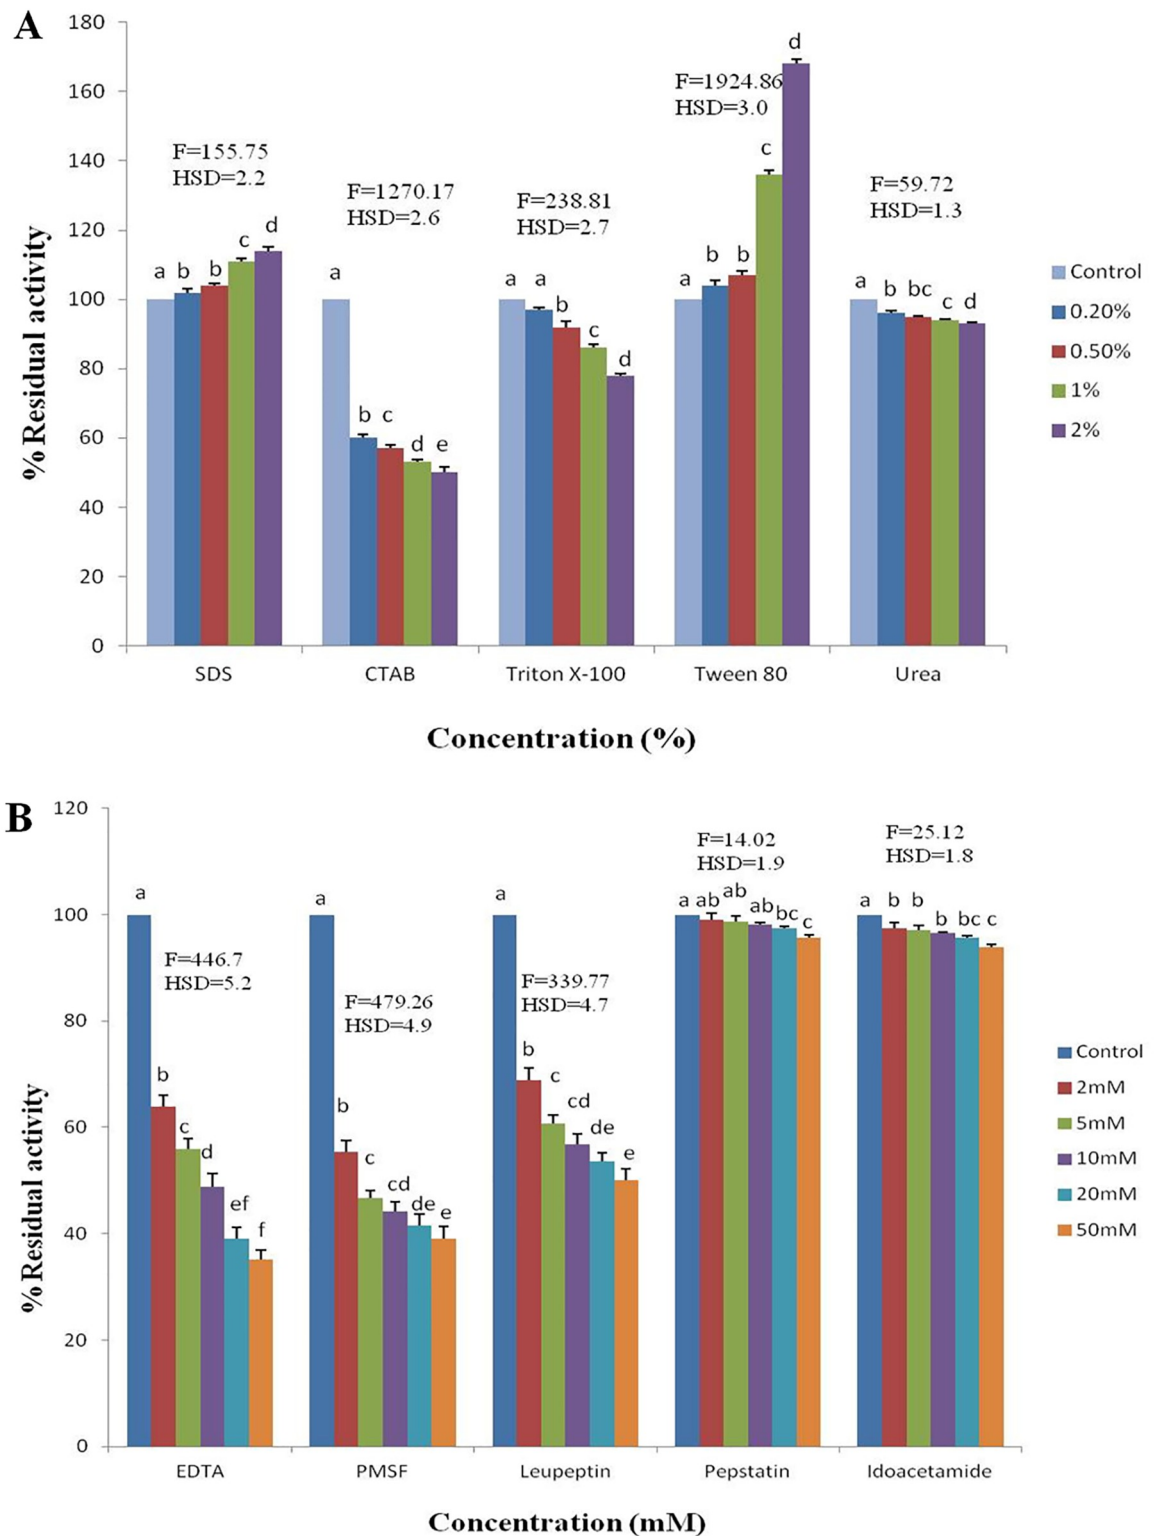 A
180
160
140
120
100
80
60
40
20
0
% Residual activity
F=155.75
HSD=2.2
a b b c d
F=1270.17
HSD=2.6
a b c d e
F=238.81
HSD=2.7
a a b c d
F=1924.86
HSD=3.0
a b b c d
F=59.72
HSD=1.3
a b bc c d
SDS CTAB Triton X-100 Tween 80 Urea
Concentration (%)
Control
0.20%
0.50%
1%
2%
B
120
100
80
60
40
20
0
% Residual activity
a
F=446.7
HSD=5.2
b c d ef f
a
F=479.26
HSD=4.9
b c cd de e
a
F=339.77
HSD=4.7
b c cd de e
F=14.02
HSD=1.9
a ab ab ab bc c
F=25.12
HSD=1.8
a b b b bc c
EDTA PMSF Leupeptin Pepstatin Idoacetamide
Concentration (mM)
Control
2mM
5mM
10mM
20mM
50mM